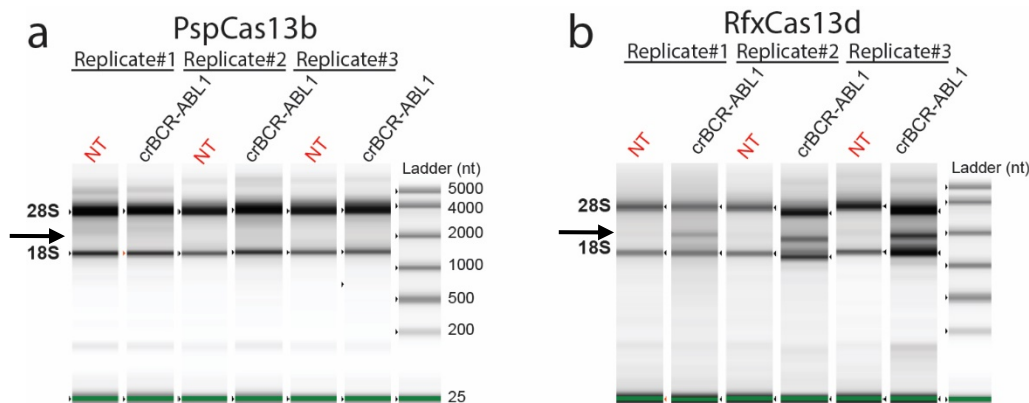 a PspCas13b
Replicate#1 Replicate#2 Replicate#3
NT crBCR-ABL1 NT crBCR-ABL1 NT crBCR-ABL1
Ladder (nt)
28S
18S
5000
4000
2000
1000
500
200
25
b RfxCas13d
Replicate#1 Replicate#2 Replicate#3
NT crBCR-ABL1 NT crBCR-ABL1 NT crBCR-ABL1
Ladder (nt)
28S
18S